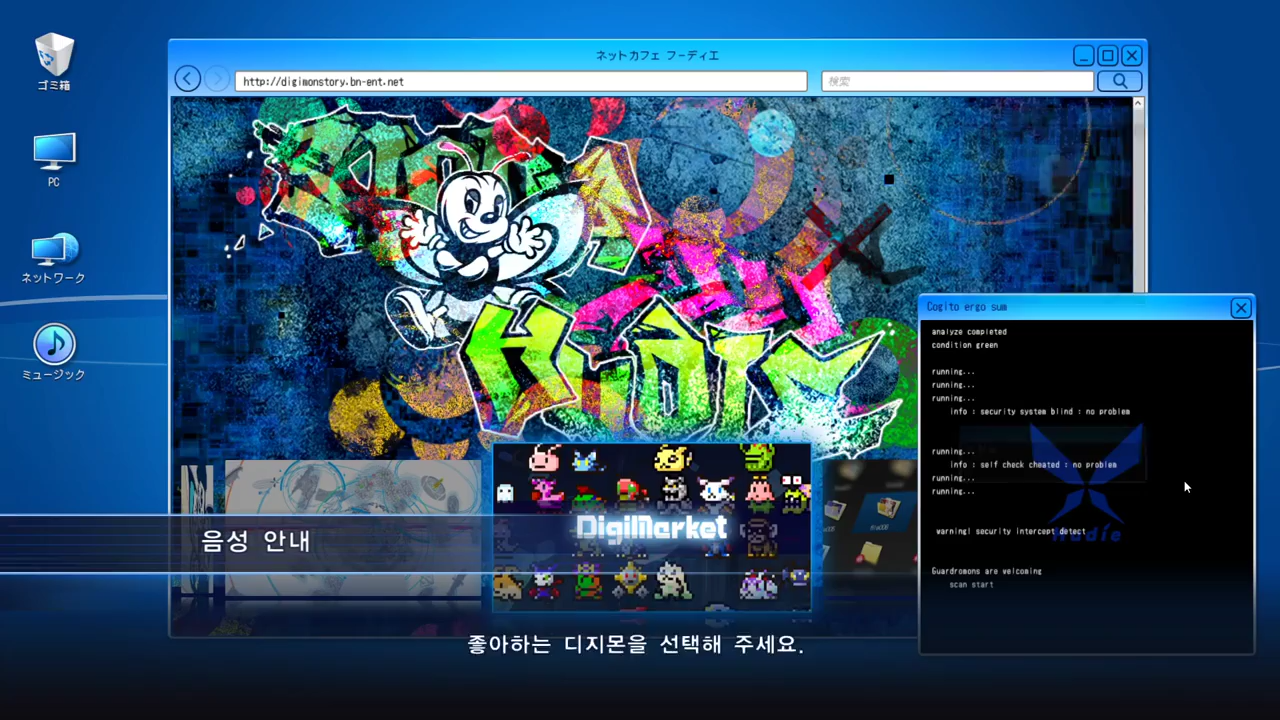 ゴミ箱
PC
ネットワーク
ミュージック
ネットカフェ フーディエ
http://digimonstory.bn-ent.net
検索
DigiMarket
Cogito ergo sum
analyze completed
condition green
running...
running...
running...
info : security system blind : no problem
running...
info : self check cheated : no problem
running...
running...
warning! security intercept detect
Hudie
Guardromons are welcoming
scan start
음성 안내
좋아하는 디지몬을 선택해 주세요.